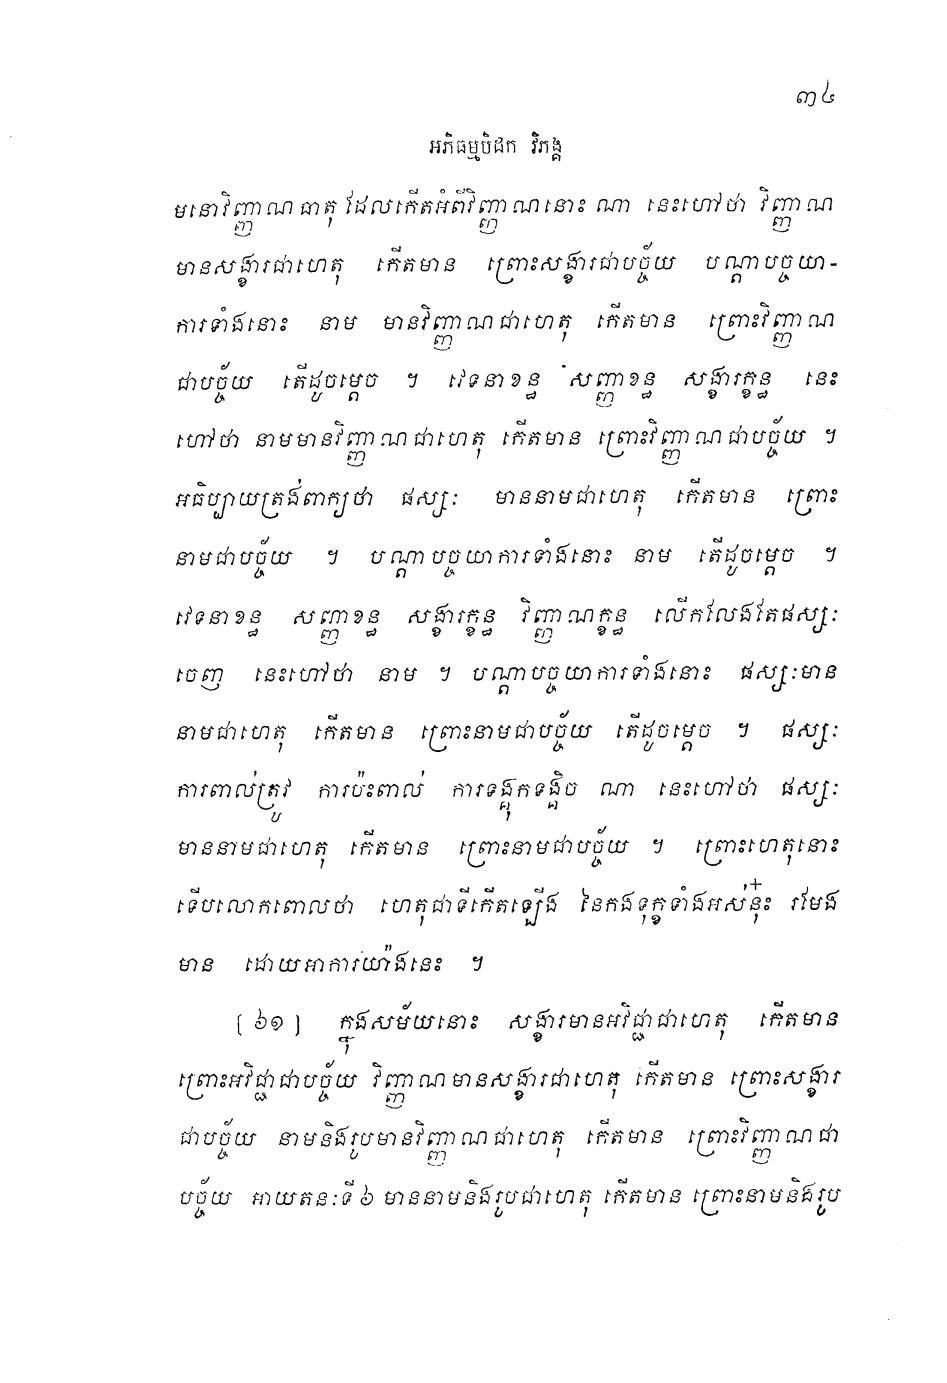 ៣៤
អភិធម្មបិដក វិភង្គ
មនោវិញ្ញាណធាតុ ដែលកើតអំពីវិញ្ញាណនោះ ណា នេះហៅថា វិញ្ញាណ
មានសង្ខារជាហេតុ កើតមាន ព្រោះសង្ខារជាបច្ច័យ បណ្តាបច្ចយា-
ការទាំងនោះ នាម មានវិញ្ញាណជាហេតុ កើតមាន ព្រោះវិញ្ញាណ
ជាបច្ច័យ តើដូចម្តេច ។ វេទនាខន្ធ សញ្ញាខន្ធ សង្ខារក្ខន្ធ នេះ
ហៅថា នាមមានវិញ្ញាណជាហេតុ កើតមាន ព្រោះវិញ្ញាណជាបច្ច័យ ។
អធិប្បាយត្រង់ពាក្យថា ផស្សៈ មាននាមជាហេតុ កើតមាន ព្រោះ
នាមជាបច្ច័យ ។ បណ្តាបច្ចយាការទាំងនោះ នាម តើដូចម្តេច ។
វេទនាខន្ធ សញ្ញាខន្ធ សង្ខារក្ខន្ធ វិញ្ញាណក្ខន្ធ លើកលែងតែផស្សៈ
ចេញ នេះហៅថា នាម ។ បណ្តាបច្ចយាការទាំងនោះ ផស្សៈមាន
នាមជាហេតុ កើតមាន ព្រោះនាមជាបច្ច័យ តើដូចម្តេច ។ ផស្សៈ
ការពាល់ត្រូវ ការប៉ះពាល់ ការទង្គុកទង្គិច ណា នេះហៅថា ផស្សៈ
មាននាមជាហេតុ កើតមាន ព្រោះនាមជាបច្ច័យ ។ ព្រោះហេតុនោះ
ទើបលោកពោលថា ហេតុជាទីកើតឡើង នៃកងទុក្ខទាំងអស់នុ៎ះ រមែង
មាន ដោយអាការយ៉ាងនេះ ។
[៦១] ក្នុងសម័យនោះ សង្ខារមានអវិជ្ជាជាហេតុ កើតមាន
ព្រោះអវិជ្ជាជាបច្ច័យ វិញ្ញាណមានសង្ខារជាហេតុ កើតមាន ព្រោះសង្ខារ
ជាបច្ច័យ នាមនិងរូបមានវិញ្ញាណជាហេតុ កើតមាន ព្រោះវិញ្ញាណជា
បច្ច័យ អាយតនៈទី៦ មាននាមនិងរូបជាហេតុ កើតមាន ព្រោះនាមនិងរូប